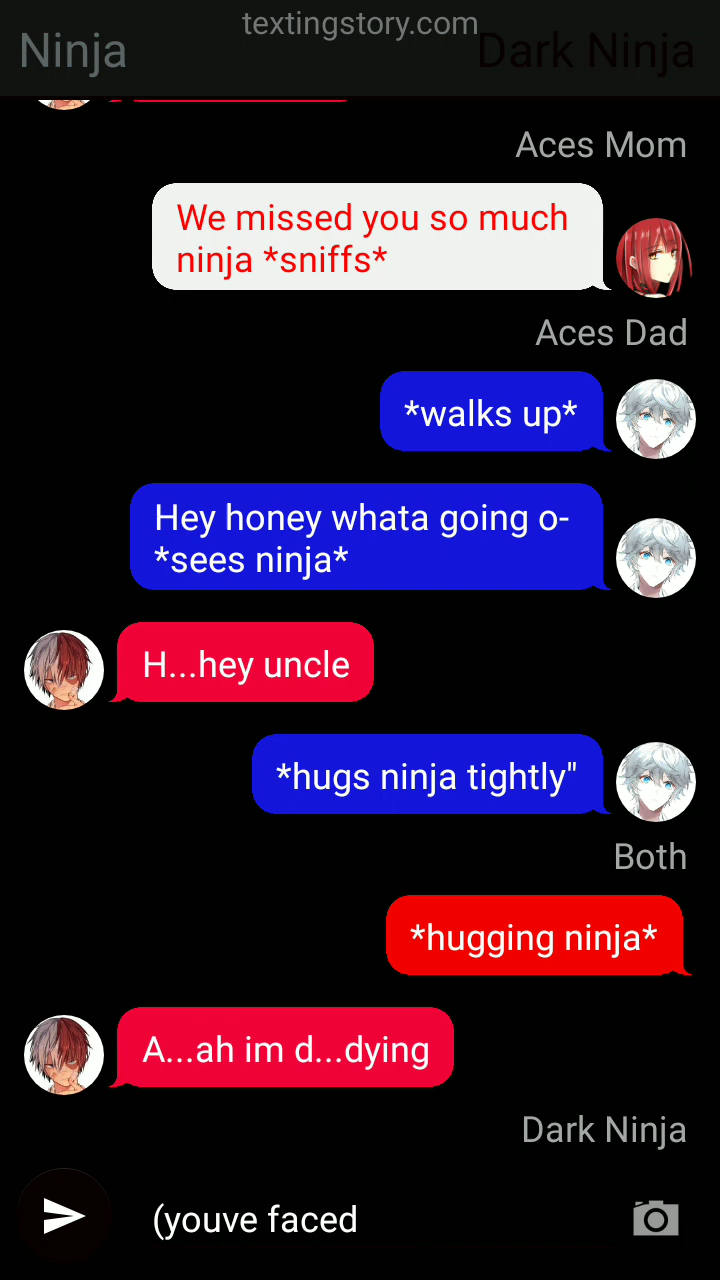 textingstory.com
Ninja
Dark Ninja
Aces Mom
We missed you so much
ninja *sniffs*
Aces Dad
*walks up*
Hey honey whata going o-
*sees ninja*
H...hey uncle
*hugs ninja tightly"
Both
*hugging ninja*
A...ah im d...dying
Dark Ninja
(youve faced